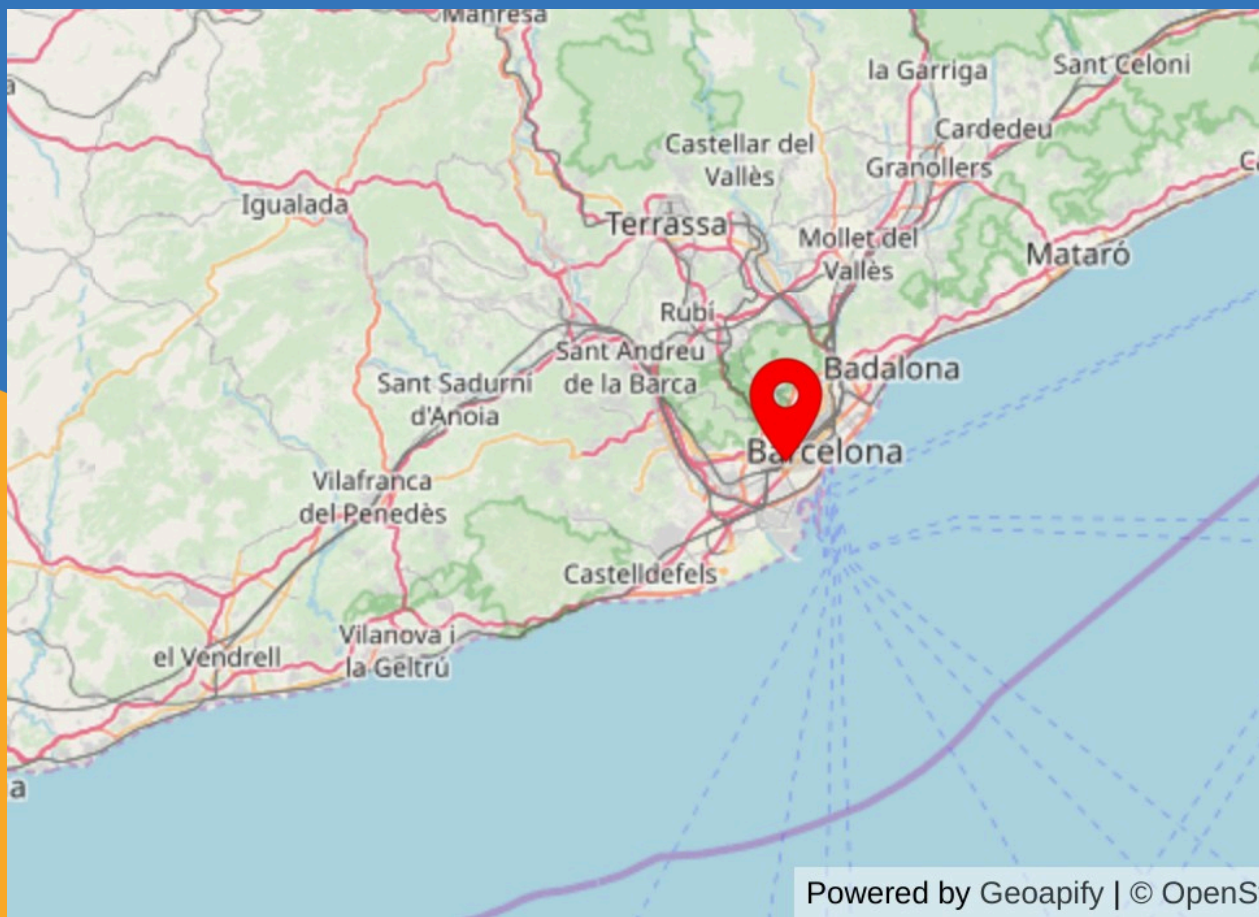 Manresa
la Garriga
Sant Celoni
Cardedeu
Castellar del
Vallès
Granollers
Igualada
Terrassa
Mollet del
Vallès
Mataró
Rubí
Sant Andreu
de la Barca
Badalona
Sant Sadurní
d'Anoia
Barcelona
Vilafranca
del Penedès
Castelldefels
Vilanova i
la Geltrú
el Vendrell
a
Powered by Geoapify | © OpenS